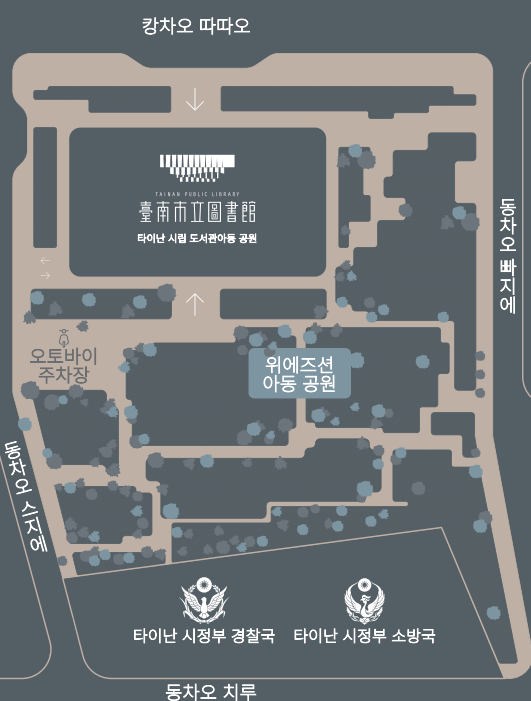 캉차오 따따오
TAINAN PUBLIC LIBRARY
臺南市立圖書館
타이난 시립 도서관아동 공원
동차오 빠지에
오토바이
주차장
위에즈션
아동 공원
동차오 스지에
타이난 시정부 경찰국
타이난 시정부 소방국
동차오 치루